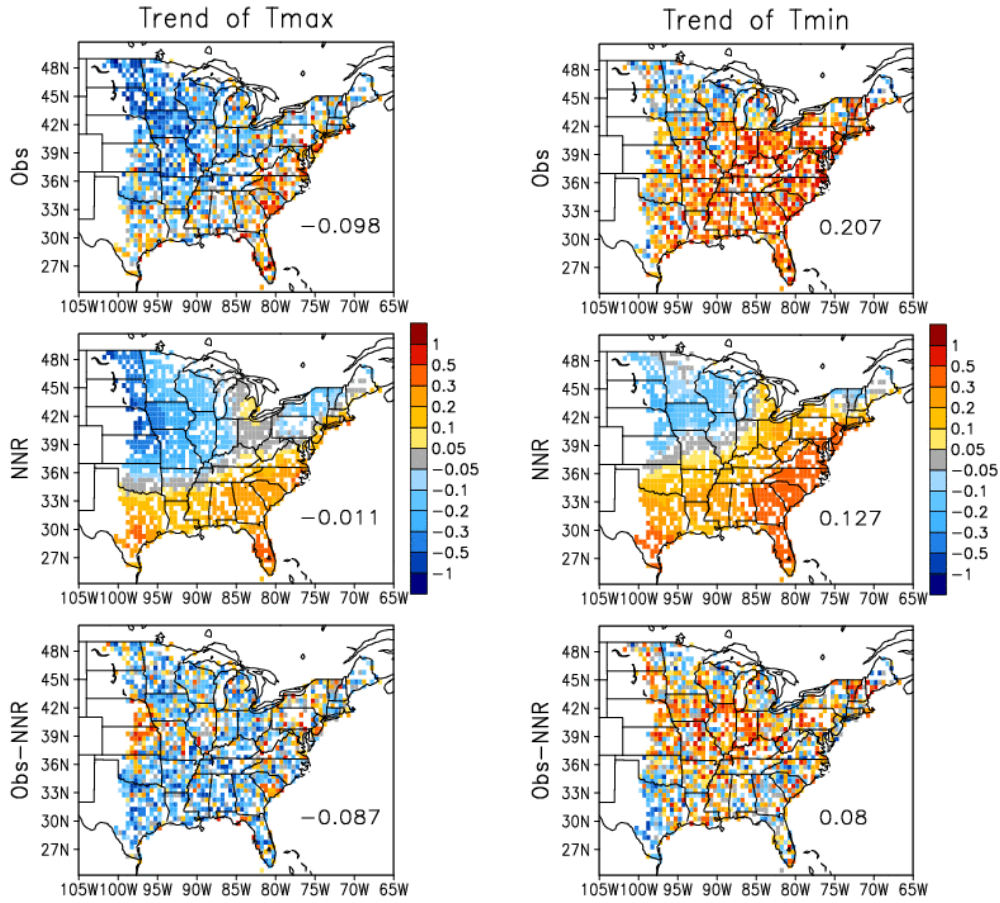 Trend of Tmax
Trend of Tmin
Obs
48N
45N
42N
39N
36N
33N
30N
27N
-0.098
105W 100W 95W 90W 85W 80W 75W 70W 65W
Obs
48N
45N
42N
39N
36N
33N
30N
27N
0.207
105W 100W 95W 90W 85W 80W 75W 70W 65W
NNR
48N
45N
42N
39N
36N
33N
30N
27N
-0.011
105W 100W 95W 90W 85W 80W 75W 70W 65W
1
0.5
0.3
0.2
0.1
0.05
-0.05
-0.1
-0.2
-0.3
-0.5
-1
NNR
48N
45N
42N
39N
36N
33N
30N
27N
0.127
105W 100W 95W 90W 85W 80W 75W 70W 65W
1
0.5
0.3
0.2
0.1
0.05
-0.05
-0.1
-0.2
-0.3
-0.5
-1
Obs-NNR
48N
45N
42N
39N
36N
33N
30N
27N
-0.087
105W 100W 95W 90W 85W 80W 75W 70W 65W
Obs-NNR
48N
45N
42N
39N
36N
33N
30N
27N
0.08
105W 100W 95W 90W 85W 80W 75W 70W 65W